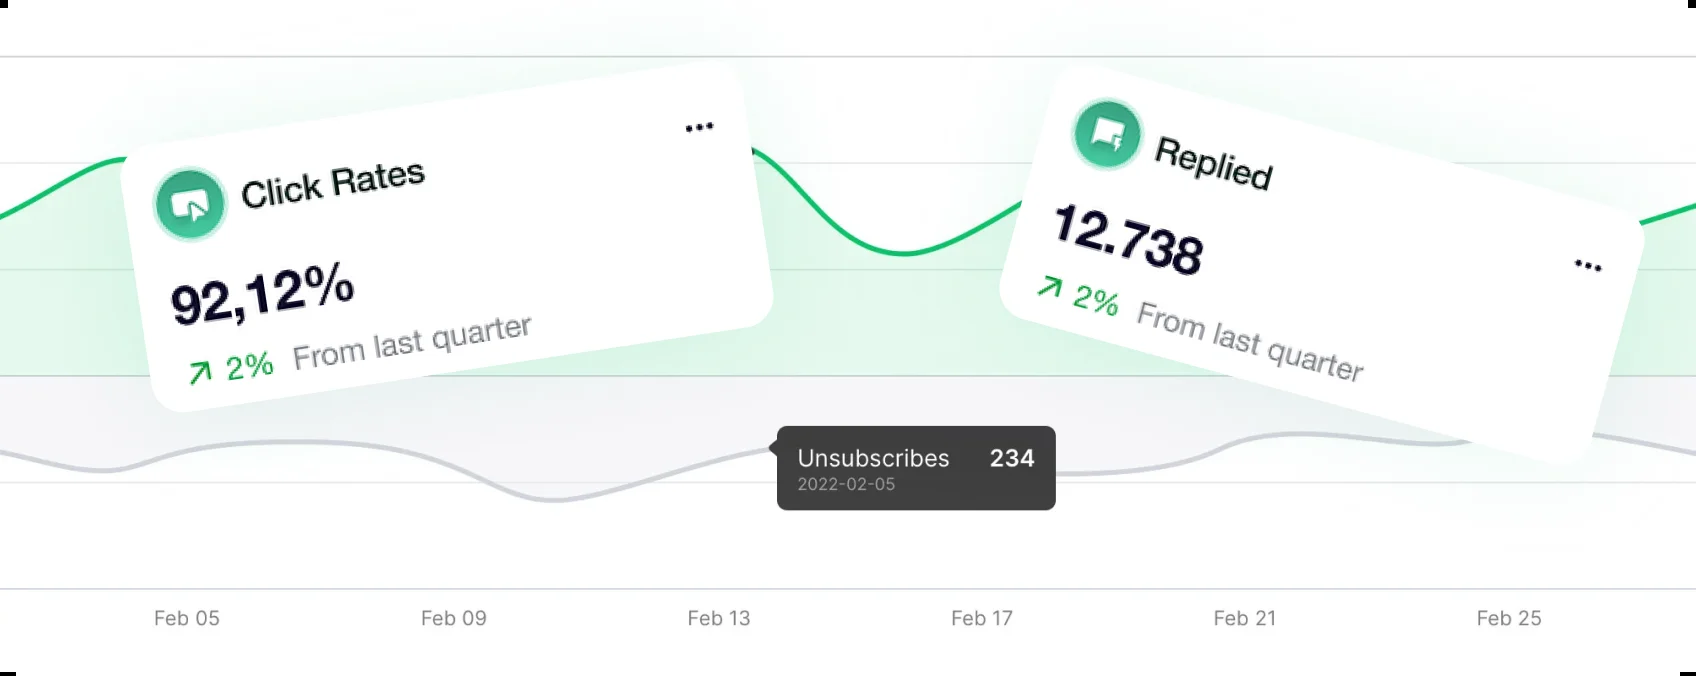 Click Rates
92,12%
2% From last quarter
Replied
12.738
2% From last quarter
Unsubscribes 234
2022-02-05
Feb 05 Feb 09 Feb 13 Feb 17 Feb 21 Feb 25